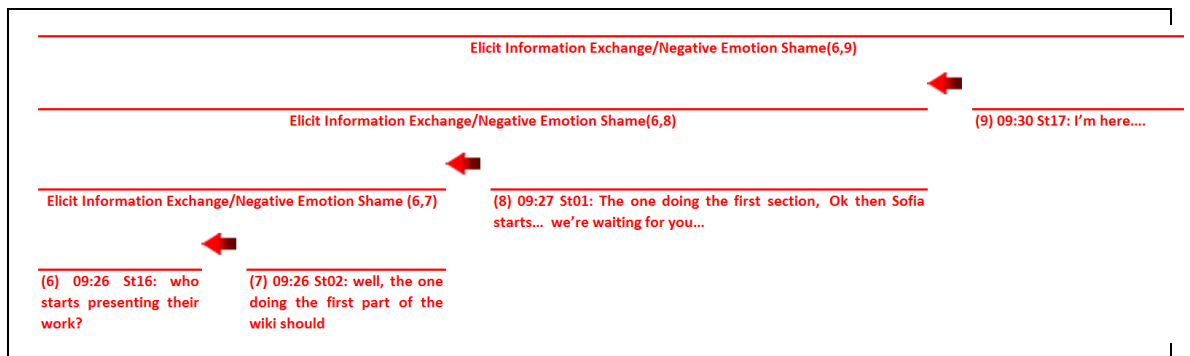 Elicit Information Exchange/Negative Emotion Shame(6,9)
Elicit Information Exchange/Negative Emotion Shame(6,8)
(9) 09:30 St17: I’m here....
Elicit Information Exchange/Negative Emotion Shame (6,7)
(8) 09:27 St01: The one doing the first section, Ok then Sofia
starts... we’re waiting for you...
(6) 09:26 St16: who
starts presenting their
work?
(7) 09:26 St02: well, the one
doing the first part of the
wiki should